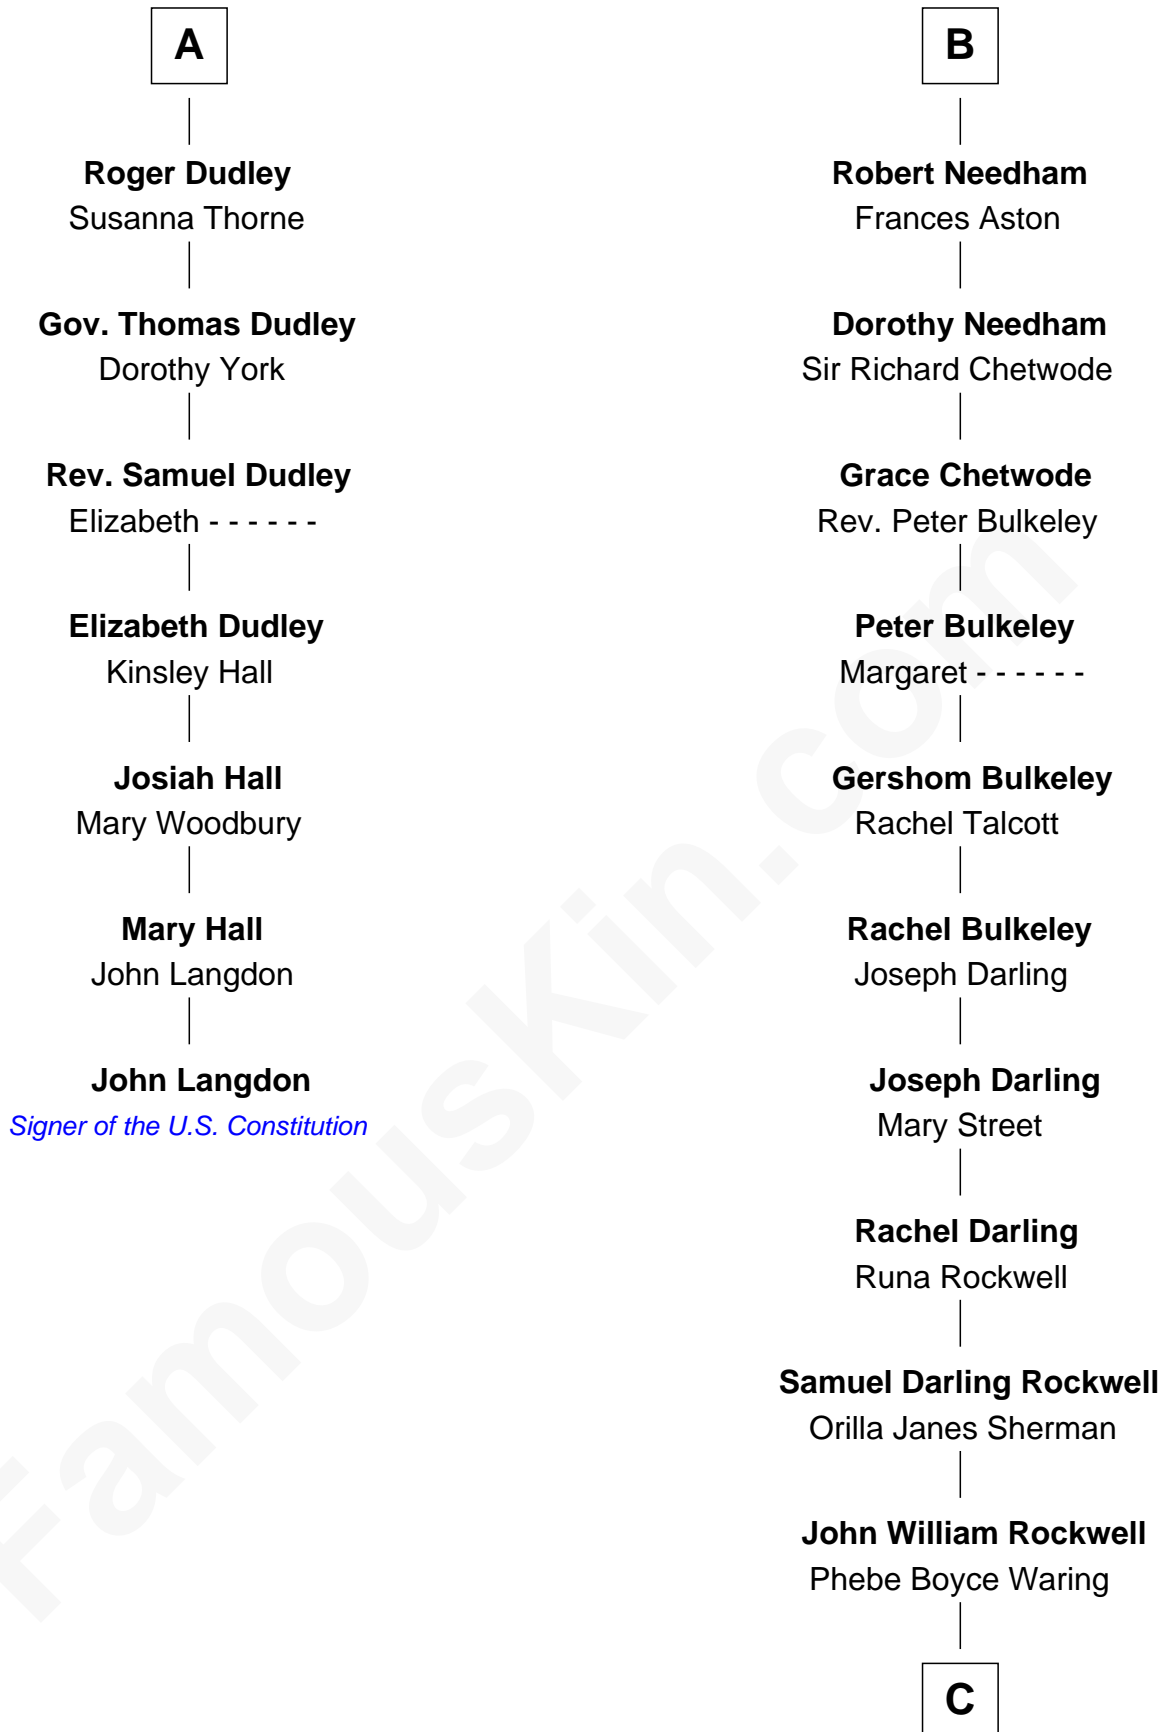 A
Roger Dudley
Susanna Thorne
Gov. Thomas Dudley
Dorothy York
Rev. Samuel Dudley
Elizabeth - - - - - -
Elizabeth Dudley
Kinsley Hall
Josiah Hall
Mary Woodbury
Mary Hall
John Langdon
John Langdon
Signer of the U.S. Constitution
B
Robert Needham
Frances Aston
Dorothy Needham
Sir Richard Chetwode
Grace Chetwode
Rev. Peter Bulkeley
Peter Bulkeley
Margaret - - - - - -
Gershom Bulkeley
Rachel Talcott
Rachel Bulkeley
Joseph Darling
Joseph Darling
Mary Street
Rachel Darling
Runa Rockwell
Samuel Darling Rockwell
Orilla Janes Sherman
John William Rockwell
Phebe Boyce Waring
C
FamousKin.com